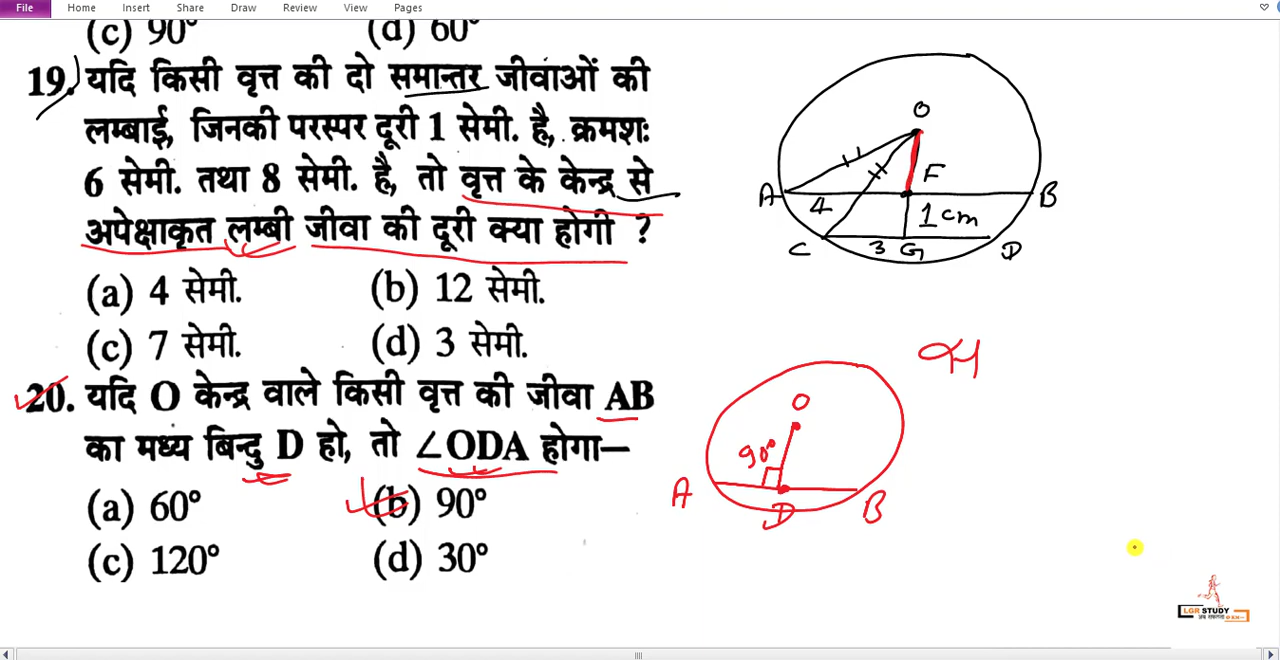 File Home Insert Share Draw Review View Pages
(c) 90° (d) 60°
19. यदि किसी वृत्त की दो समान्तर जीवाओं की
लम्बाई, जिनकी परस्पर दूरी 1 सेमी. है, क्रमशः
6 सेमी. तथा 8 सेमी. है, तो वृत्त के केन्द्र से
अपेक्षाकृत लम्बी जीवा की दूरी क्या होगी ?
(a) 4 सेमी. (b) 12 सेमी.
(c) 7 सेमी. (d) 3 सेमी.
20. यदि O केन्द्र वाले किसी वृत्त की जीवा AB
का मध्य बिन्दु D हो, तो ∠ODA होगा—
(a) 60° (b) 90°
(c) 120° (d) 30°
O
F
A 4 B
1 cm
C 3 G D
O
90°
A B
D
LGR STUDY